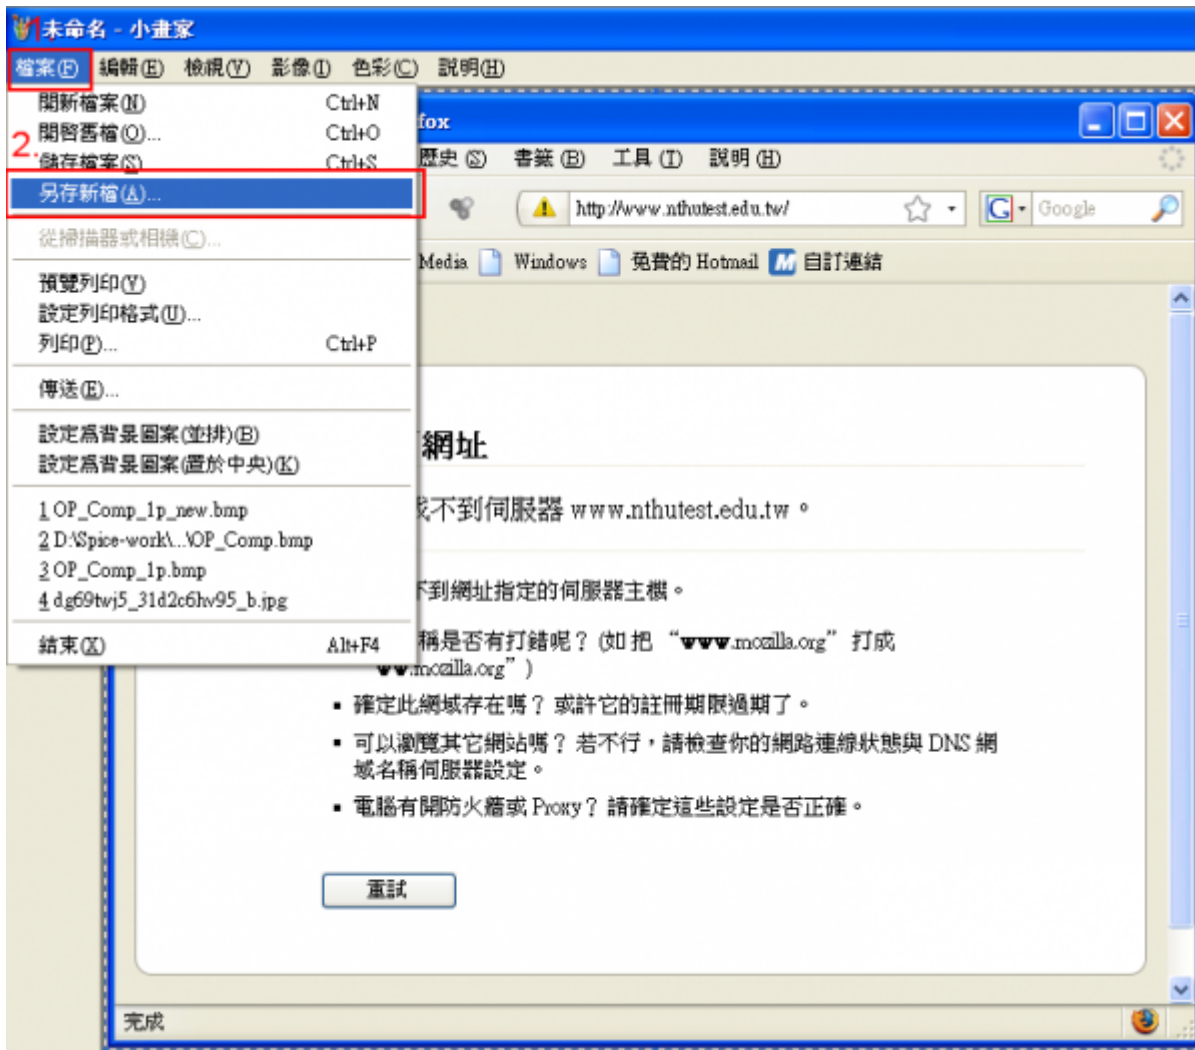 未命名 - 小畫家
檔案(F) 編輯(E) 檢視(V) 影像(I) 色彩(C) 說明(H)
開新檔案(N) Ctrl+N
開啓舊檔(O)... Ctrl+O
2.
儲存檔案(S) Ctrl+S
另存新檔(A)...
從掃描器或相機(C)...
預覽列印(V)
設定列印格式(U)...
列印(P)... Ctrl+P
傳送(E)...
設定爲背景圖案(並排)(B)
設定爲背景圖案(置於中央)(K)
1 OP_Comp_1p_new.bmp
2 D:\Spice-work\...\OP_Comp.bmp
3 OP_Comp_1p.bmp
4 dg69twj5_31d2c6hv95_b.jpg
結束(X) Alt+F4
fox
歷史 (S) 書籤 (B) 工具 (T) 說明 (H)
http://www.nthutest.edu.tw/ G Google
Media Windows 免費的 Hotmail M 自訂連結
網址
找不到伺服器 www.nthutest.edu.tw。
不到網址指定的伺服器主機。
稱是否有打錯呢？(如 把 “www.mozilla.org” 打成
ww.mozilla.org”)
▪ 確定此網域存在嗎？或許它的註冊期限過期了。
▪ 可以瀏覽其它網站嗎？若不行，請檢查你的網路連線狀態與 DNS 網
域名稱伺服器設定。
▪ 電腦有開防火牆或 Proxy？請確定這些設定是否正確。
重試
完成